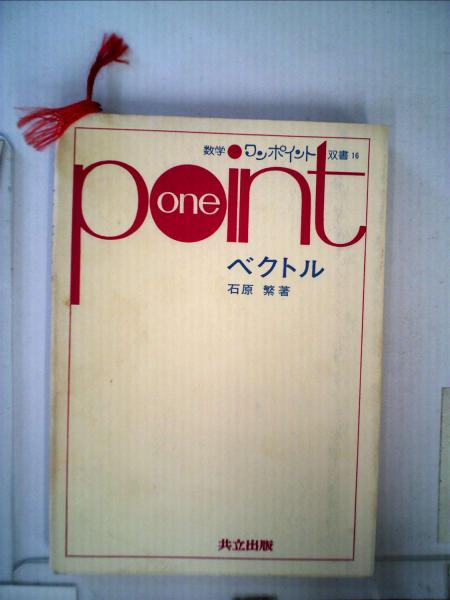 数学 ワンポイント 双書 16
point
one
ベクトル
石原 繁著
共立出版